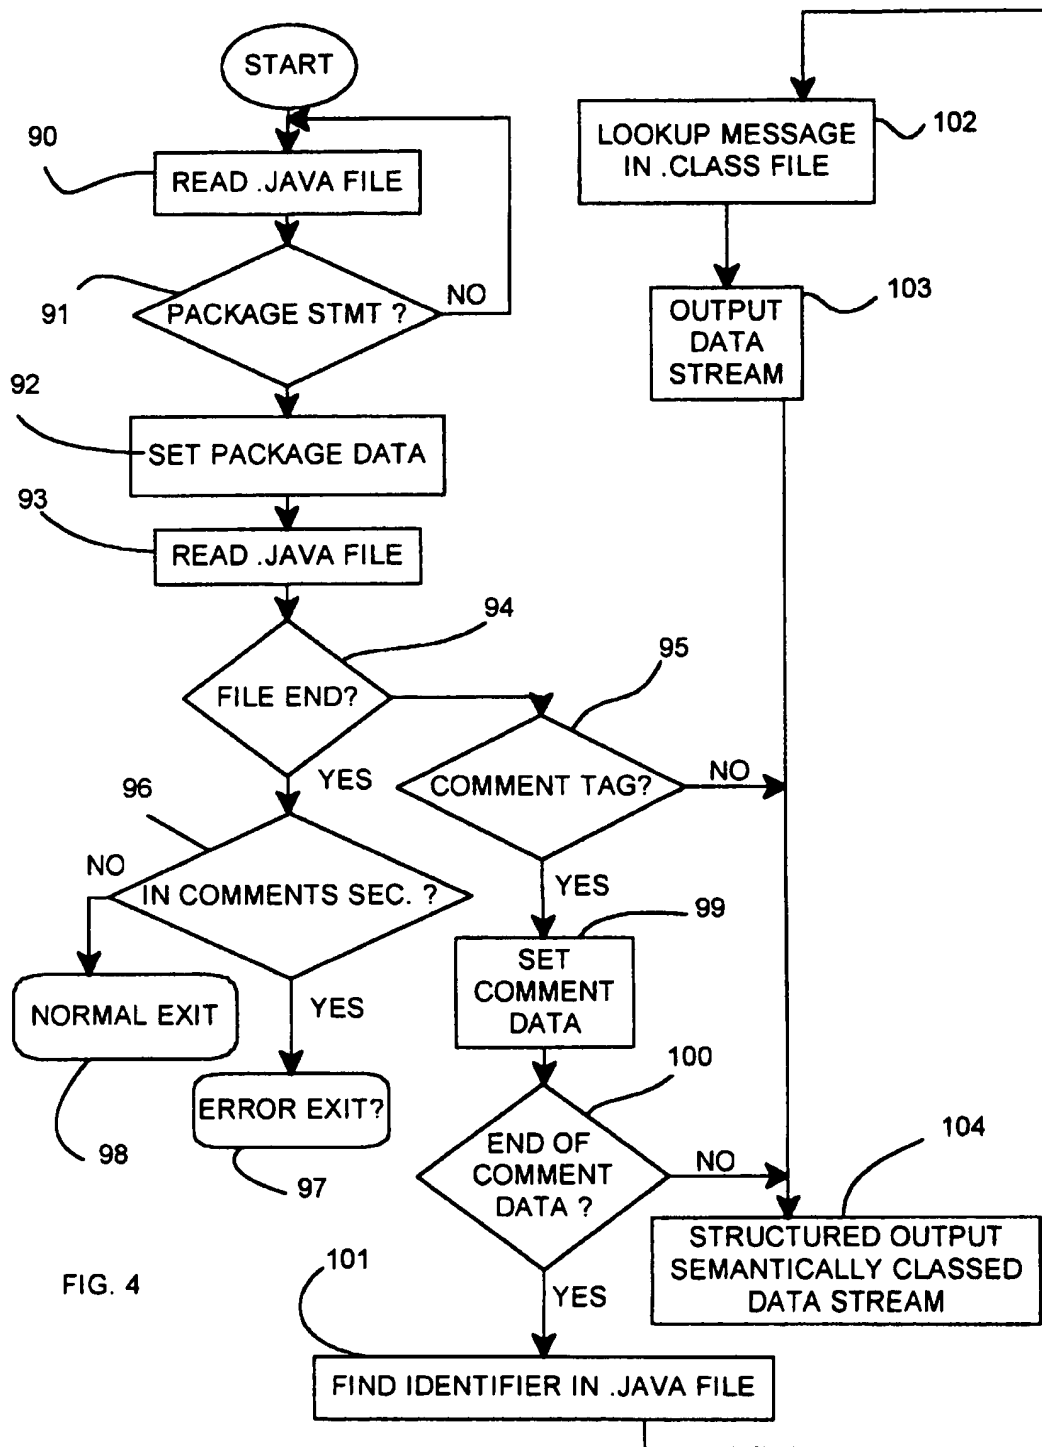 START
90
READ .JAVA FILE
91
PACKAGE STMT ?
NO
92
SET PACKAGE DATA
93
READ .JAVA FILE
94
FILE END?
YES
95
COMMENT TAG?
NO
YES
96
IN COMMENTS SEC. ?
NO
YES
NORMAL EXIT
98
ERROR EXIT?
97
99
SET
COMMENT
DATA
100
END OF
COMMENT
DATA ?
NO
YES
101
FIND IDENTIFIER IN .JAVA FILE
102
LOOKUP MESSAGE
IN .CLASS FILE
103
OUTPUT
DATA
STREAM
104
STRUCTURED OUTPUT
SEMANTICALLY CLASSED
DATA STREAM
FIG. 4